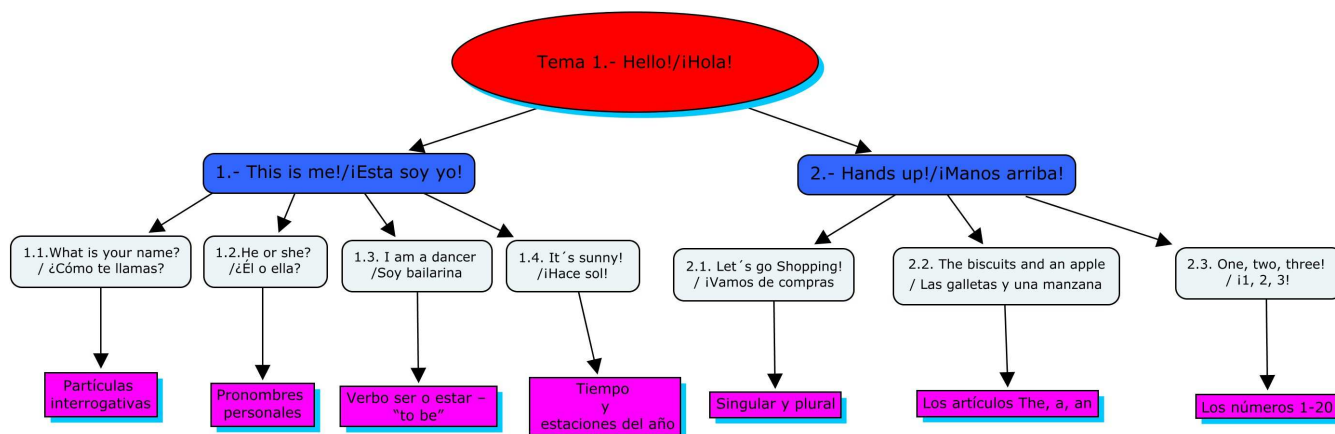 Tema 1.- Hello!/¡Hola!
1.- This is me!/¡Esta soy yo!
2.- Hands up!/¡Manos arriba!
1.1.What is your name?
/ ¿Cómo te llamas?
1.2.He or she?
/¿Él o ella?
1.3. I am a dancer
/Soy bailarina
1.4. It´s sunny!
/¡Hace sol!
2.1. Let´s go Shopping!
/ ¡Vamos de compras
2.2. The biscuits and an apple
/ Las galletas y una manzana
2.3. One, two, three!
/ ¡1, 2, 3!
Partículas
interrogativas
Pronombres
personales
Verbo ser o estar –
“to be”
Tiempo
y
estaciones del año
Singular y plural
Los artículos The, a, an
Los números 1-20